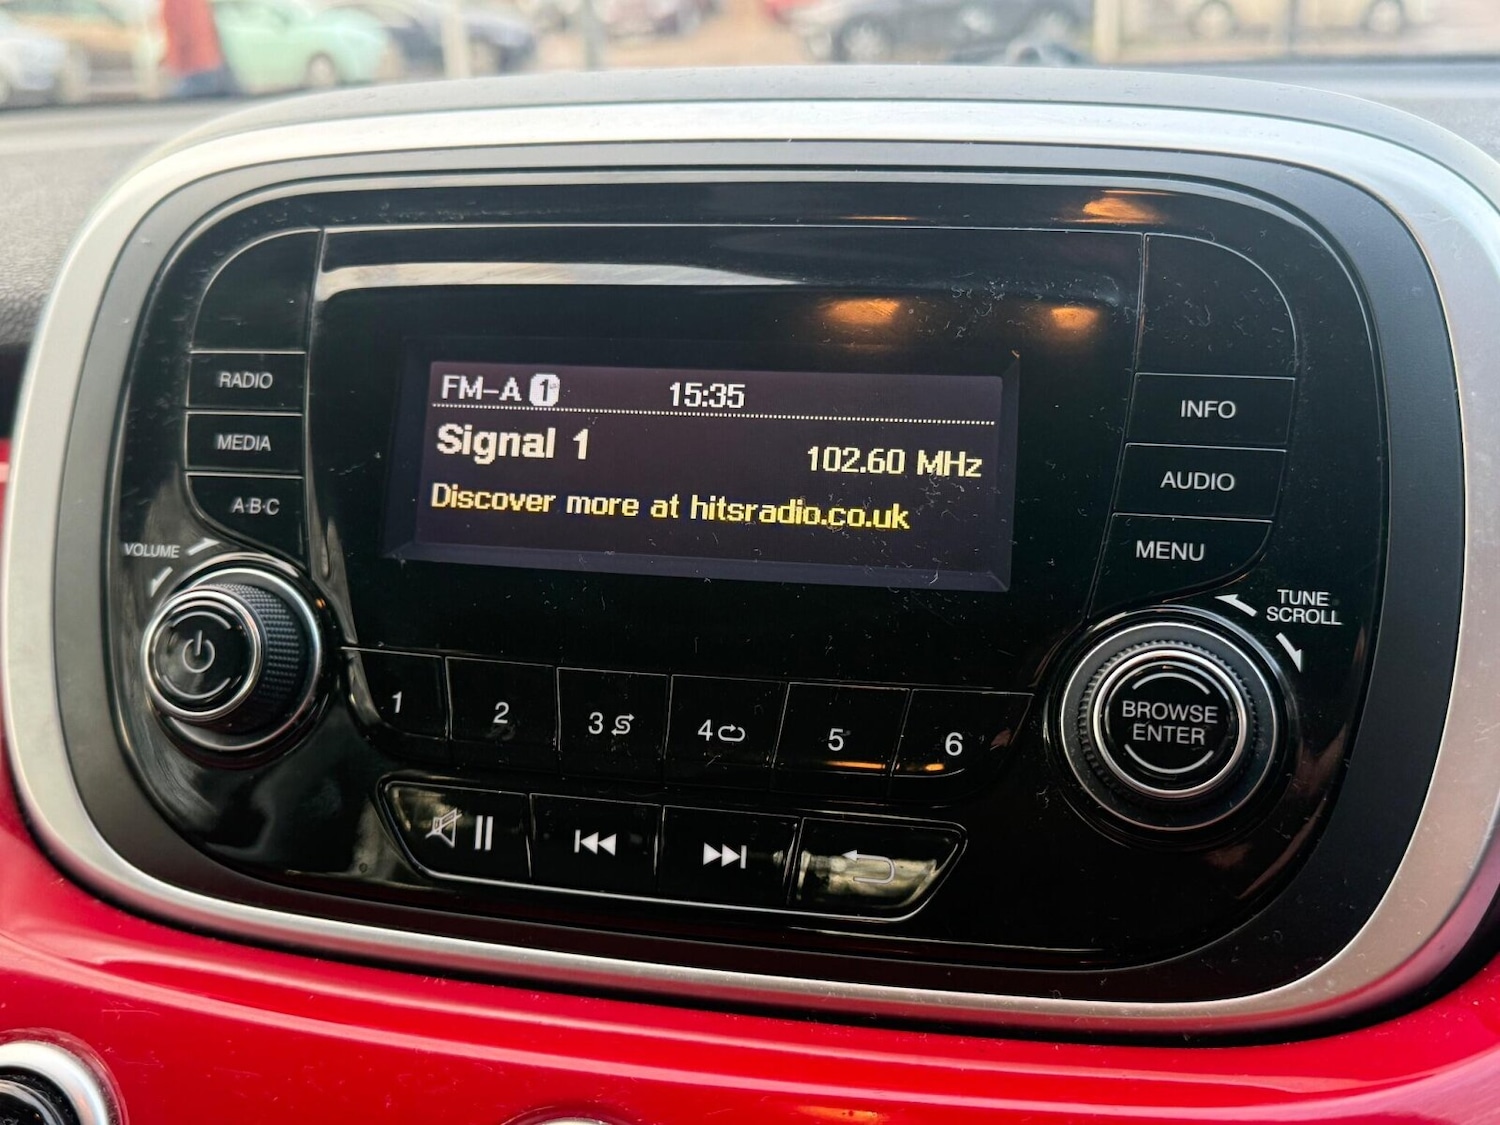 FM-A 1 15:35
Signal 1 102.60 MHz
Discover more at hitsradio.co.uk
RADIO
MEDIA
A·B·C
VOLUME
INFO
AUDIO
MENU
TUNE
SCROLL
BROWSE
ENTER
1 2 3 4 5 6